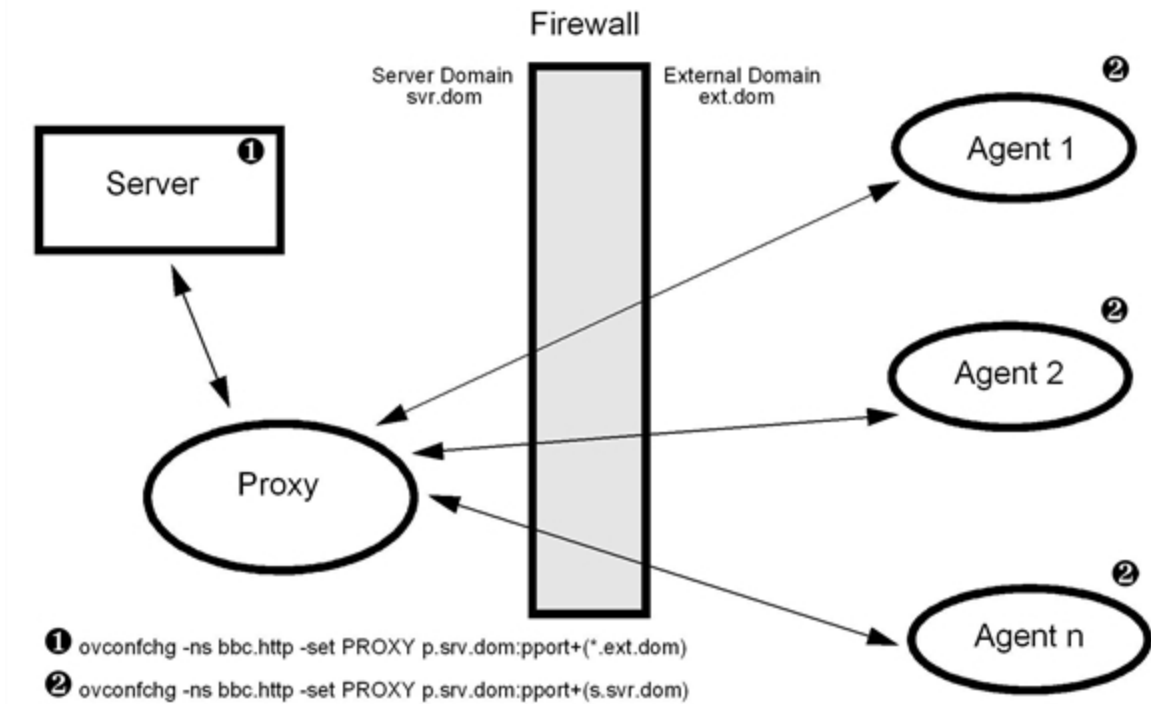 Firewall
Server Domain
svr.dom
External Domain
ext.dom
❷
Agent 1
❶
Server
❷
Agent 2
Proxy
❷
Agent n
❶ ovconfchg -ns bbc.http -set PROXY p.srv.dom:pport+(*.ext.dom)
❷ ovconfchg -ns bbc.http -set PROXY p.srv.dom:pport+(s.svr.dom)